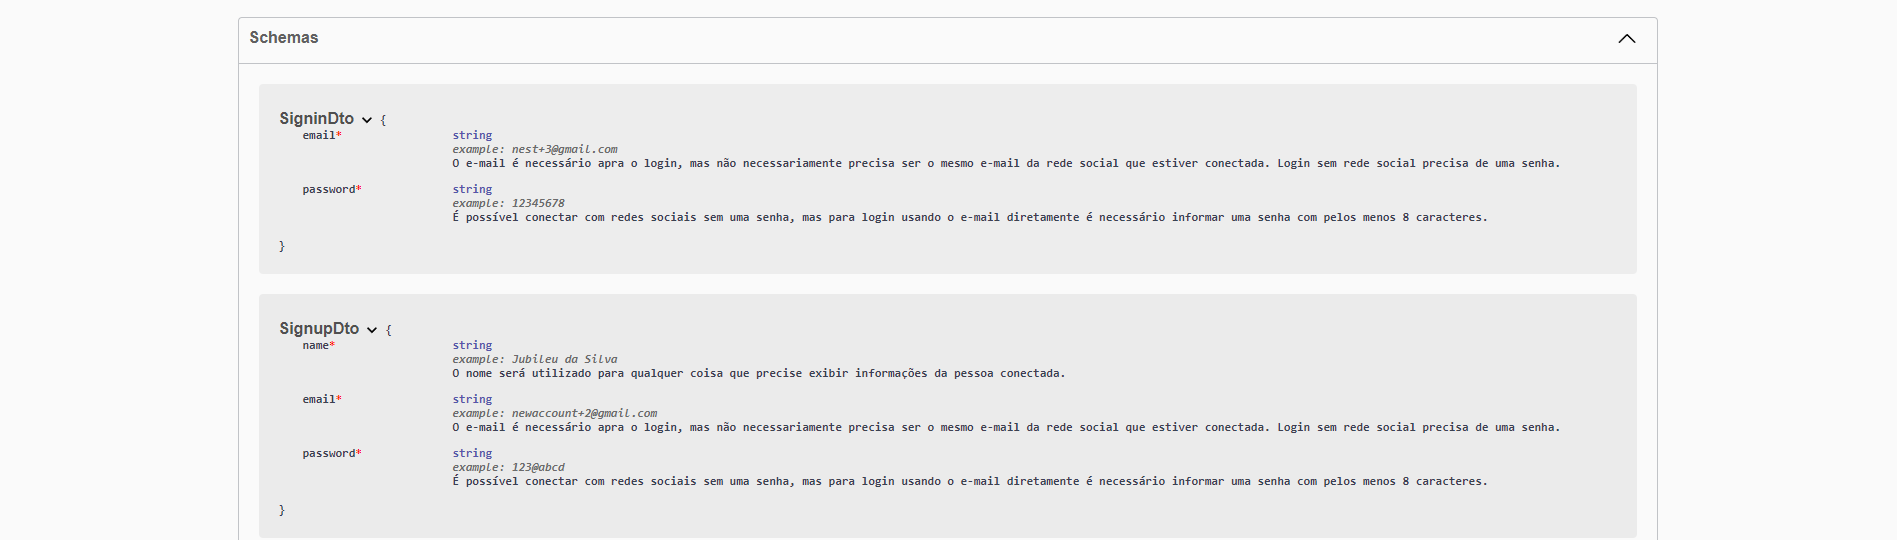 Schemas
SigninDto {
email* string
example: nest+3@gmail.com
O e-mail é necessário apra o login, mas não necessariamente precisa ser o mesmo e-mail da rede social que estiver conectada. Login sem rede social precisa de uma senha.
password* string
example: 12345678
É possível conectar com redes sociais sem uma senha, mas para login usando o e-mail diretamente é necessário informar uma senha com pelos menos 8 caracteres.
}
SignupDto {
name* string
example: Jubileu da Silva
O nome será utilizado para qualquer coisa que precise exibir informações da pessoa conectada.
email* string
example: newaccount+2@gmail.com
O e-mail é necessário apra o login, mas não necessariamente precisa ser o mesmo e-mail da rede social que estiver conectada. Login sem rede social precisa de uma senha.
password* string
example: 123@abcd
É possível conectar com redes sociais sem uma senha, mas para login usando o e-mail diretamente é necessário informar uma senha com pelos menos 8 caracteres.
}